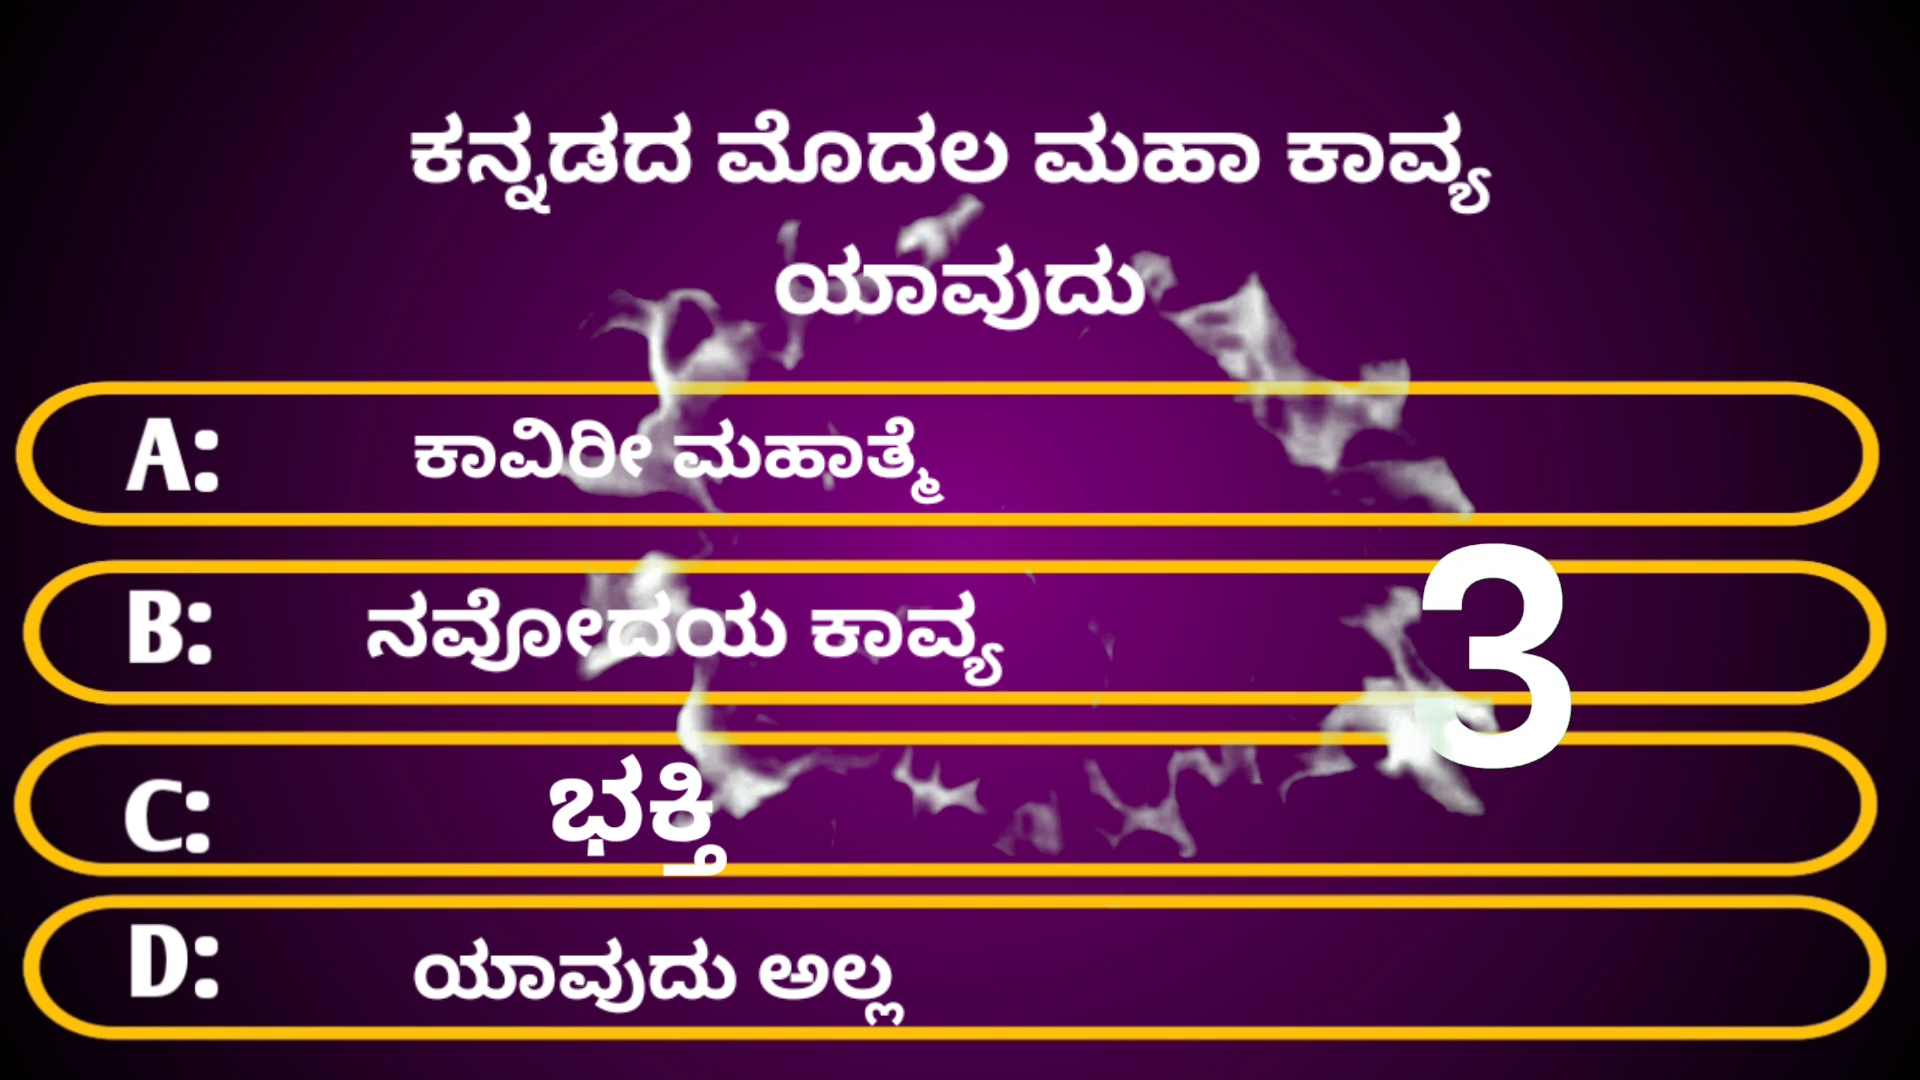 ಕನ್ನಡದ ಮೊದಲ ಮಹಾ ಕಾವ್ಯ
ಯಾವುದು
A: ಕಾವಿರೀ ಮಹಾತ್ಮೆ
B: ನವೋದಯ ಕಾವ್ಯ
3
C: ಭಕ್ತಿ
D: ಯಾವುದು ಅಲ್ಲ